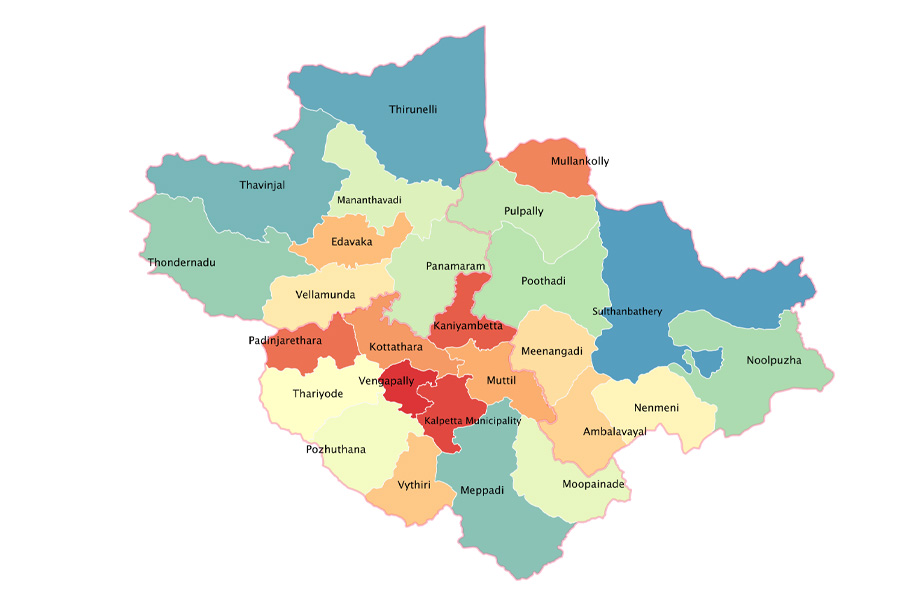 Thirunelli
Mullankolly
Thavinjal
Mananthavadi
Pulpally
Edavaka
Thondernadu
Panamaram
Poothadi
Vellamunda
Sulthanbathery
Kaniyambetta
Padinjarethara
Kottathara
Meenangadi
Noolpuzha
Vengapally
Muttil
Thariyode
Nenmeni
Kalpetta Municipality
Ambalavayal
Pozhuthana
Vythiri
Meppadi
Moopainade